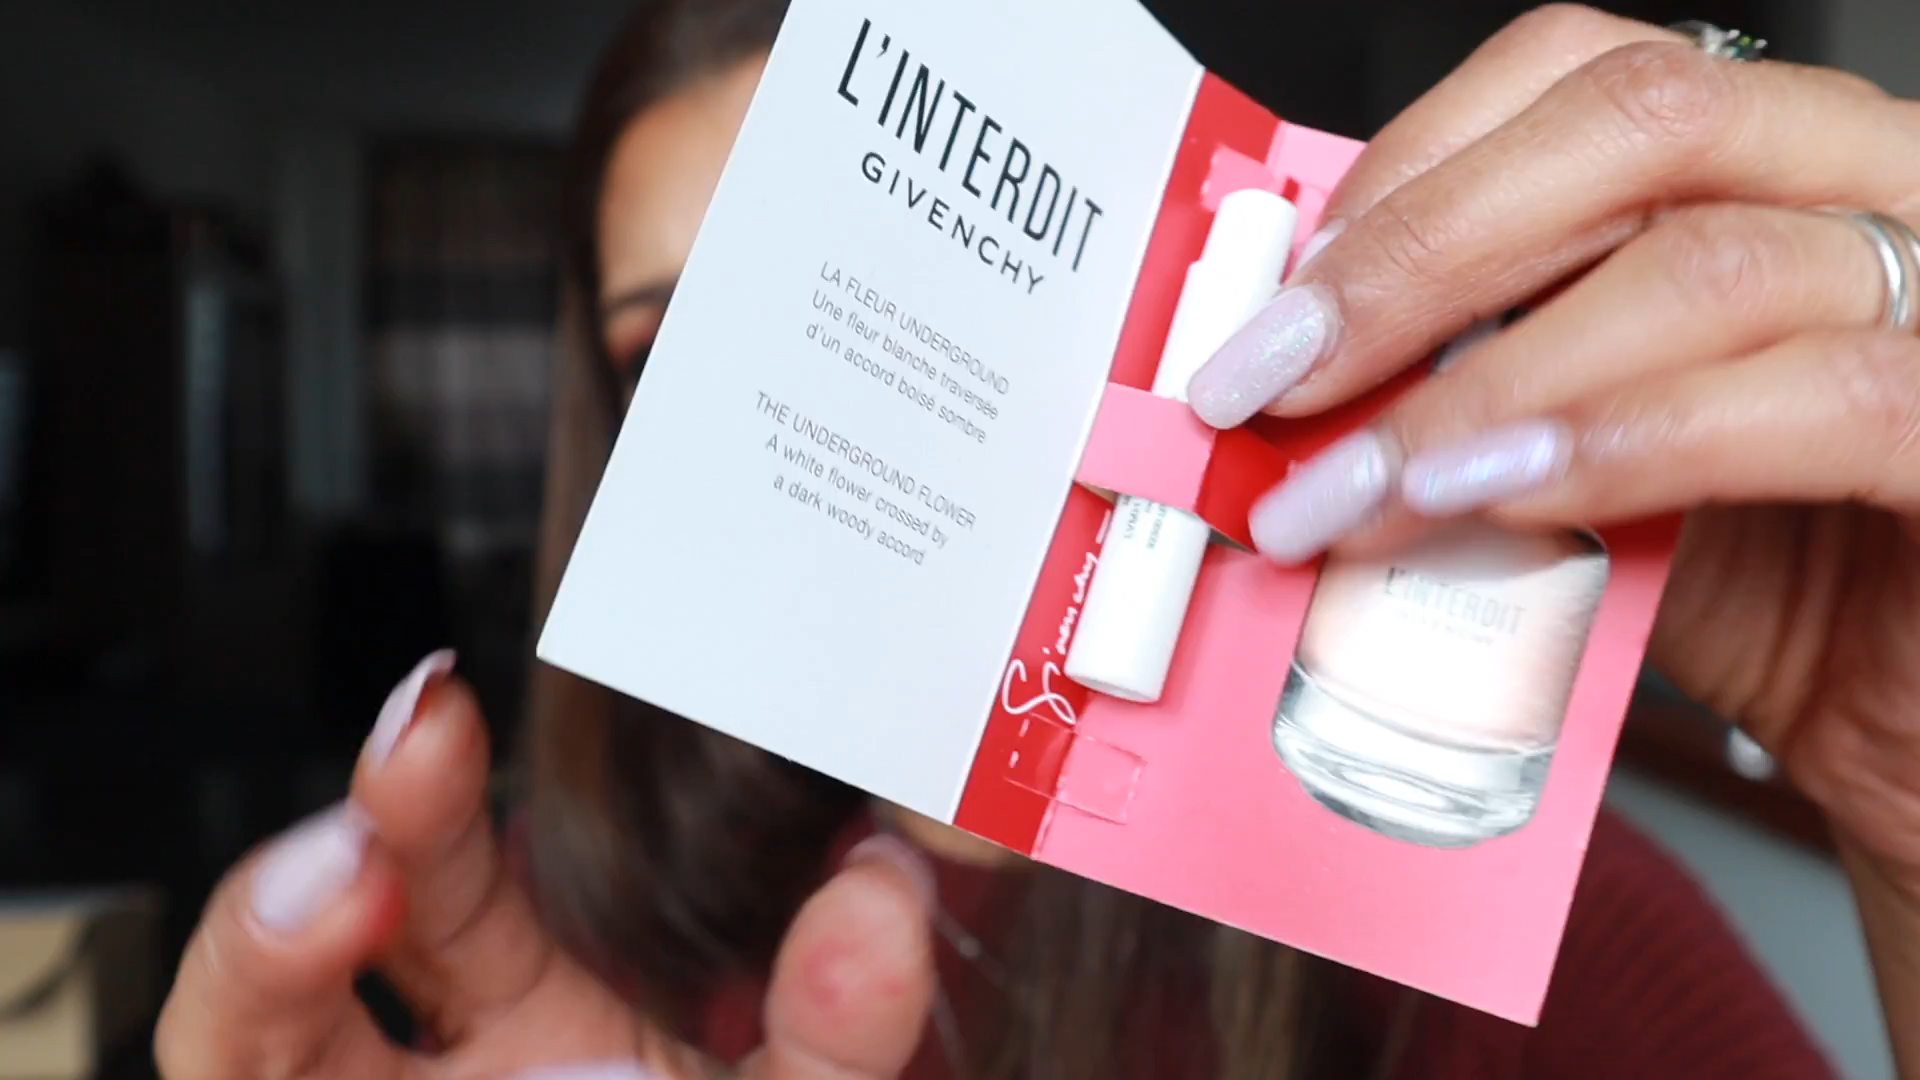 L'INTERDIT
GIVENCHY
LA FLEUR UNDERGROUND
Une fleur blanche traversée
d'un accord boisé sombre
THE UNDERGROUND FLOWER
A white flower crossed by
a dark woody accord
Givenchy
L'INTERDIT